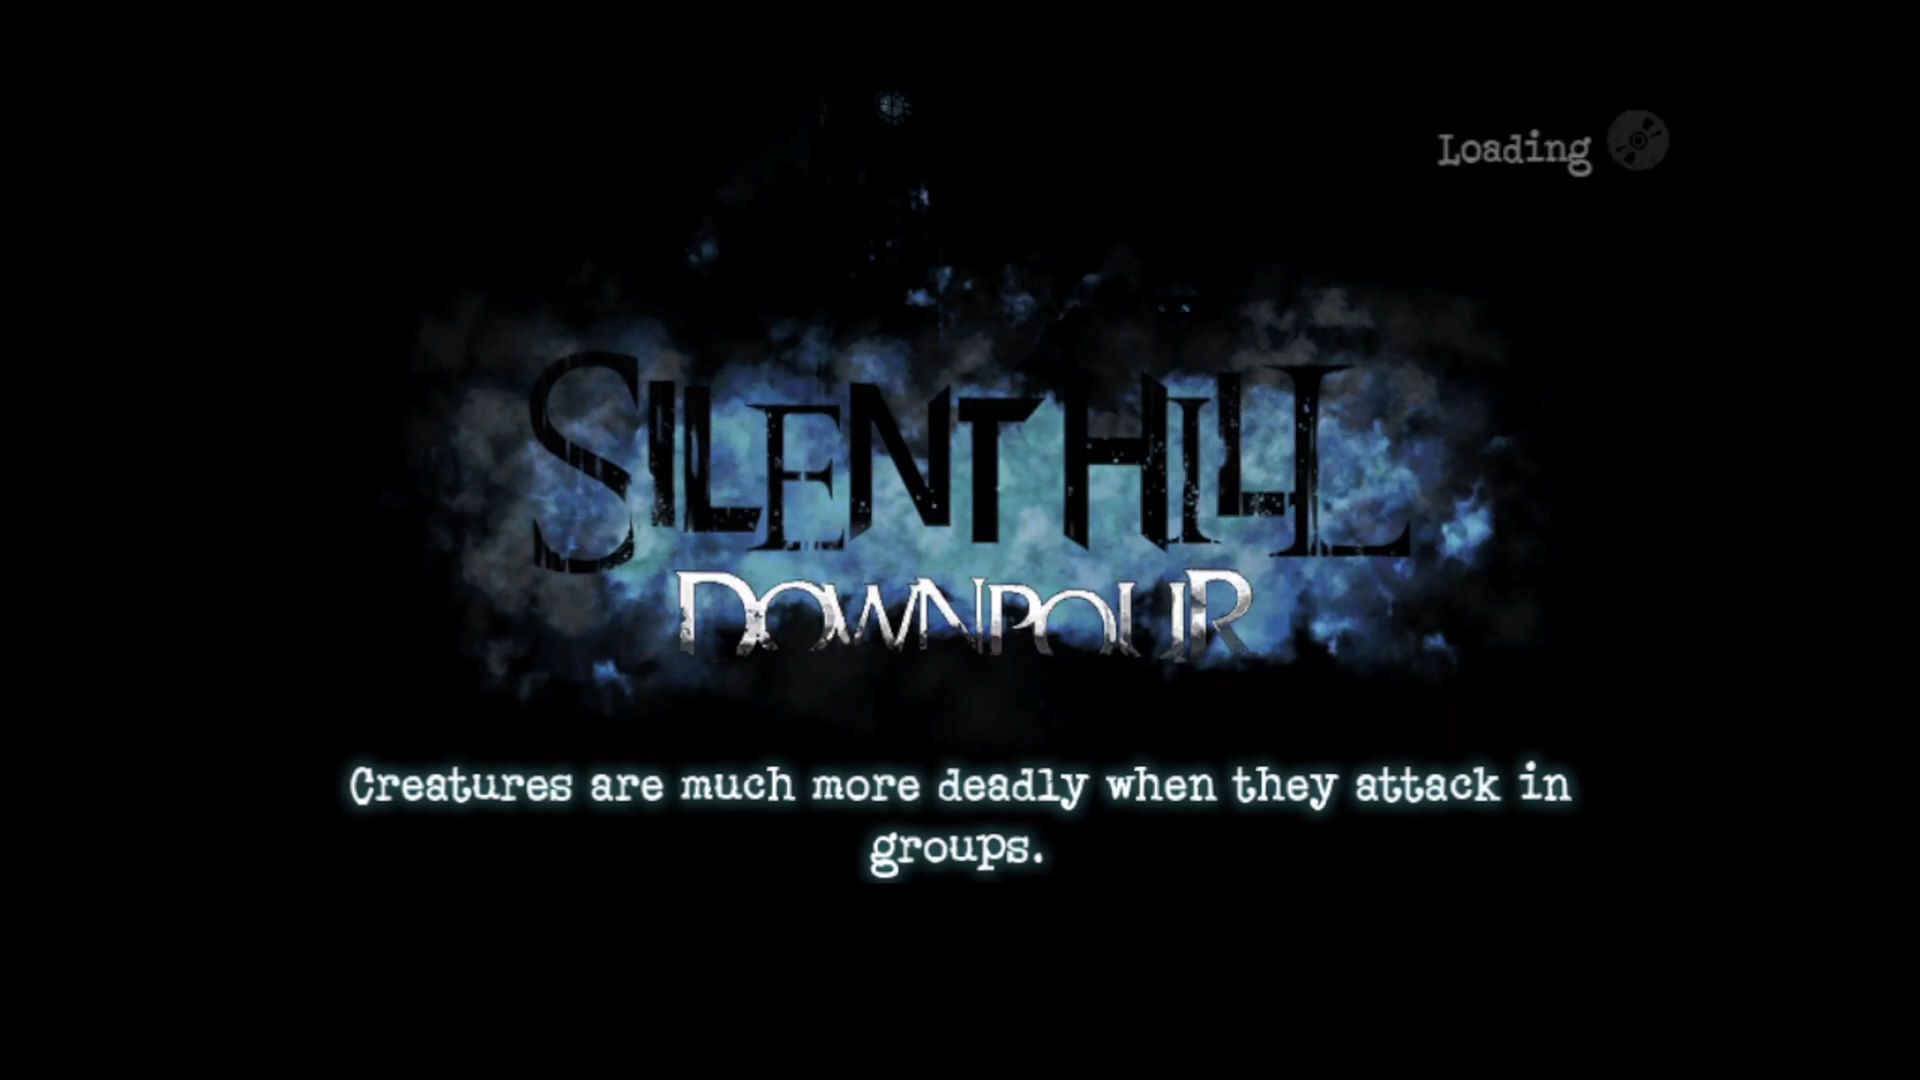 Loading
SILENT HILL
DOWNPOUR
Creatures are much more deadly when they attack in
groups.